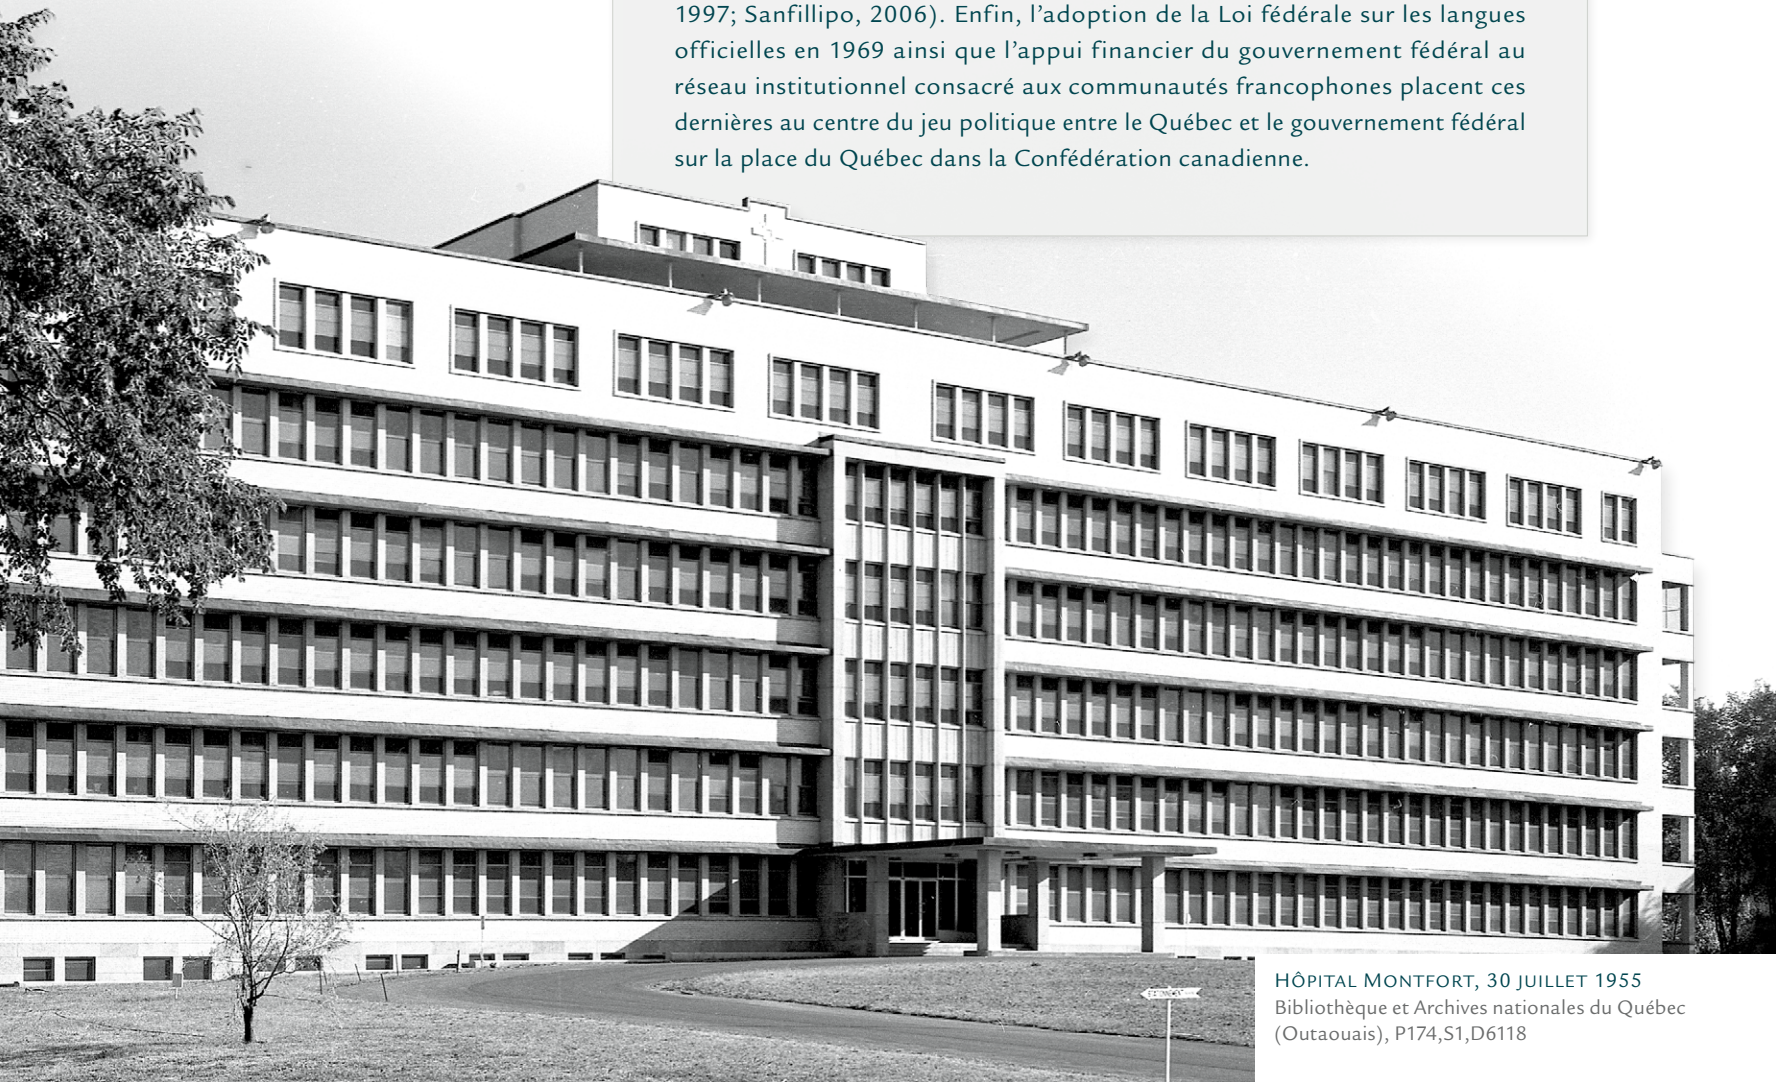 1997; Sanfillipo, 2006). Enfin, l’adoption de la Loi fédérale sur les langues
officielles en 1969 ainsi que l’appui financier du gouvernement fédéral au
réseau institutionnel consacré aux communautés francophones placent ces
dernières au centre du jeu politique entre le Québec et le gouvernement fédéral
sur la place du Québec dans la Confédération canadienne.
Hôpital Montfort, 30 juillet 1955
Bibliothèque et Archives nationales du Québec
(Outaouais), P174,S1,D6118